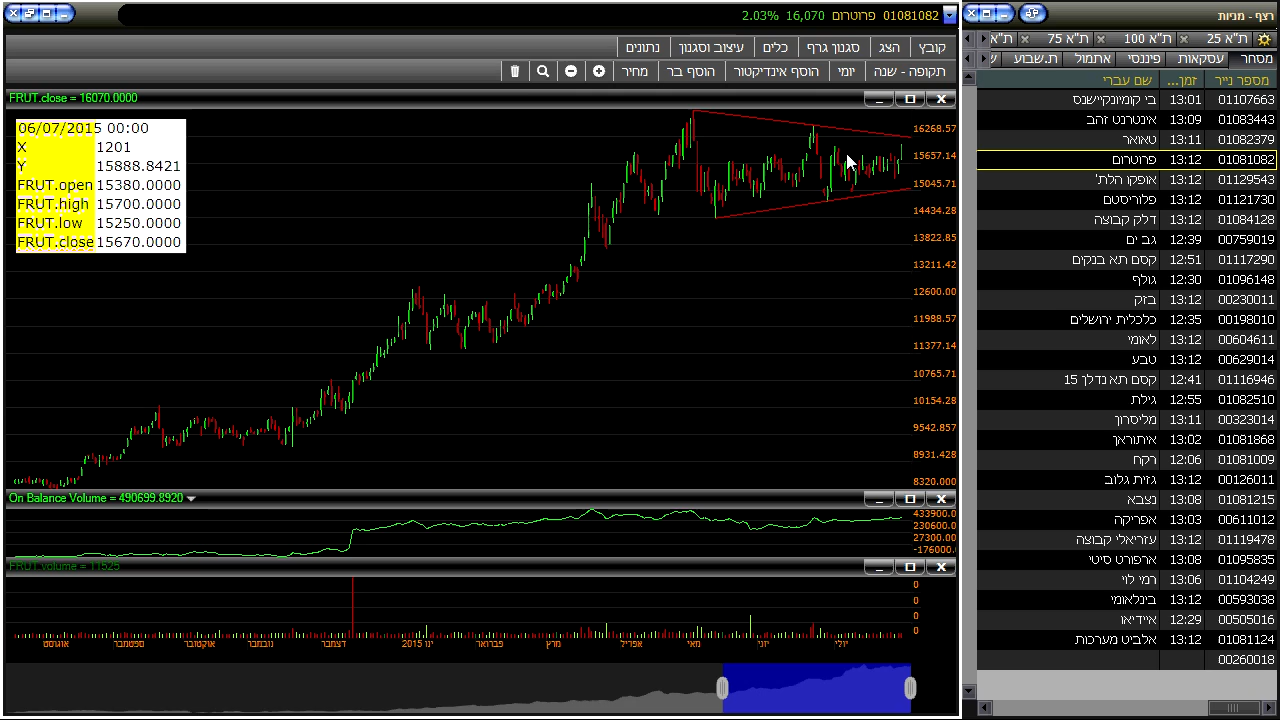 01081082 פרוטרום 16,070 2.03%
קובץ הצג סגנון גרף כלים עיצוב וסגנון נתונים
תקופה - שנה יומי הוסף אינדיקטור הוסף בר מחיר
FRUT.close = 16070.0000
06/07/2015 00:00
X 1201
Y 15888.8421
FRUT.open 15380.0000
FRUT.high 15700.0000
FRUT.low 15250.0000
FRUT.close 15670.0000
16268.57
15657.14
15045.71
14434.28
13822.85
13211.42
12600.00
11988.57
11377.14
10765.71
10154.28
9542.857
8931.428
8320.000
On Balance Volume = 490699.8920
433900.0
230600.0
27300.00
-176000.
FRUT.volume = 11525
0
0
0
0
אוגוסט ספטמבר אוקטובר נובמבר דצמבר ינו 2015 פברואר מרץ אפריל מאי יוני יולי
רצף - מניות
ת"א 25 ת"א 100 ת"א 75 ת"א
מסחר עסקאות פיננסי אתמול ת.שבוע
מספר נייר זמן... שם עברי
01107663 13:01 בי קומיונקיישנס
01083443 13:09 אינטרנט זהב
01082379 13:11 טאואר
01081082 13:12 פרוטרום
01129543 13:12 אופקו הלת'
01121730 13:12 פלוריסטם
01084128 13:12 דלק קבוצה
00759019 12:39 גב ים
01117290 12:51 קסם תא בנקים
01096148 12:30 גולף
00230011 13:12 בזק
00198010 12:35 כלכלית ירושלים
00604611 13:12 לאומי
00629014 13:12 טבע
01116946 12:41 קסם תא נדלן 15
01082510 12:55 גילת
00323014 13:11 מליסרון
01081868 13:02 איתוראן
01081009 12:06 רקח
00126011 13:12 גזית גלוב
01081215 13:08 נצבא
00611012 13:03 אפריקה
01119478 13:12 עזריאלי קבוצה
01095835 13:08 ארפורט סיטי
01104249 13:06 רמי לוי
00593038 13:12 בינלאומי
00505016 12:29 איידיאו
01081124 13:12 אלביט מערכות
00260018